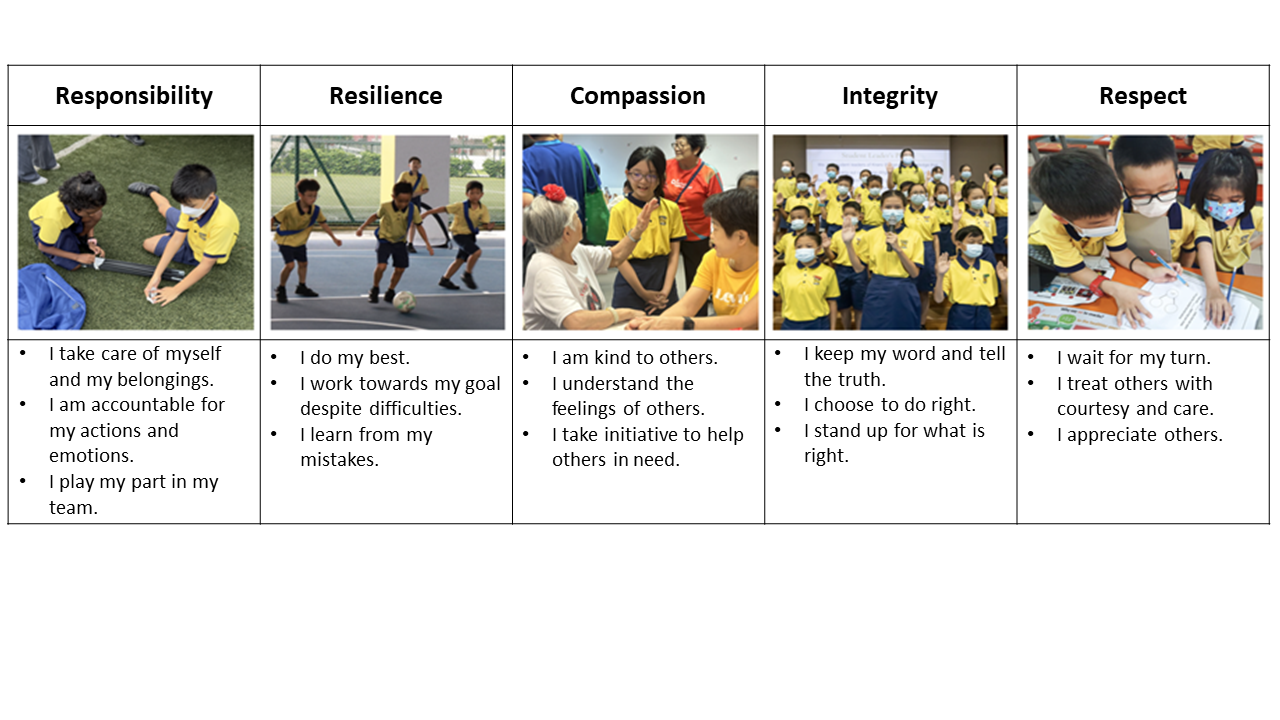 Responsibility
Resilience
Compassion
Integrity
Respect
Student Leader's
• I take care of myself
and my belongings.
• I am accountable for
my actions and
emotions.
• I play my part in my
team.
• I do my best.
• I work towards my goal
despite difficulties.
• I learn from my
mistakes.
• I am kind to others.
• I understand the
feelings of others.
• I take initiative to help
others in need.
• I keep my word and tell
the truth.
• I choose to do right.
• I stand up for what is
right.
• I wait for my turn.
• I treat others with
courtesy and care.
• I appreciate others.